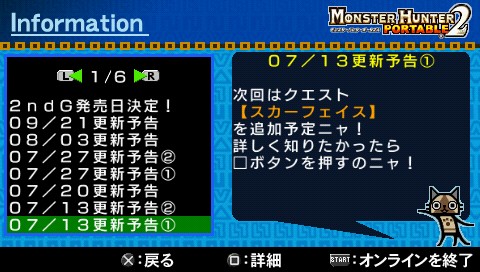 Information
MONSTER HUNTER
PORTABLE 2
L 1/6 R
2ndG発売日決定!
09/21更新予告
08/03更新予告
07/27更新予告②
07/27更新予告①
07/20更新予告
07/13更新予告②
07/13更新予告①
07/13更新予告①
次回はクエスト
【スカーフェイス】
を追加予定ニャ!
詳しく知りたかったら
□ボタンを押すのニャ!
×:戻る
□:詳細
START:オンラインを終了